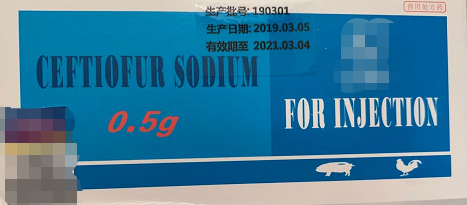 生产批号: 190301
生产日期: 2019.03.05
有效期至 2021.03.04
兽用处方药
CEFTIOFUR SODIUM
0.5g
FOR INJECTION